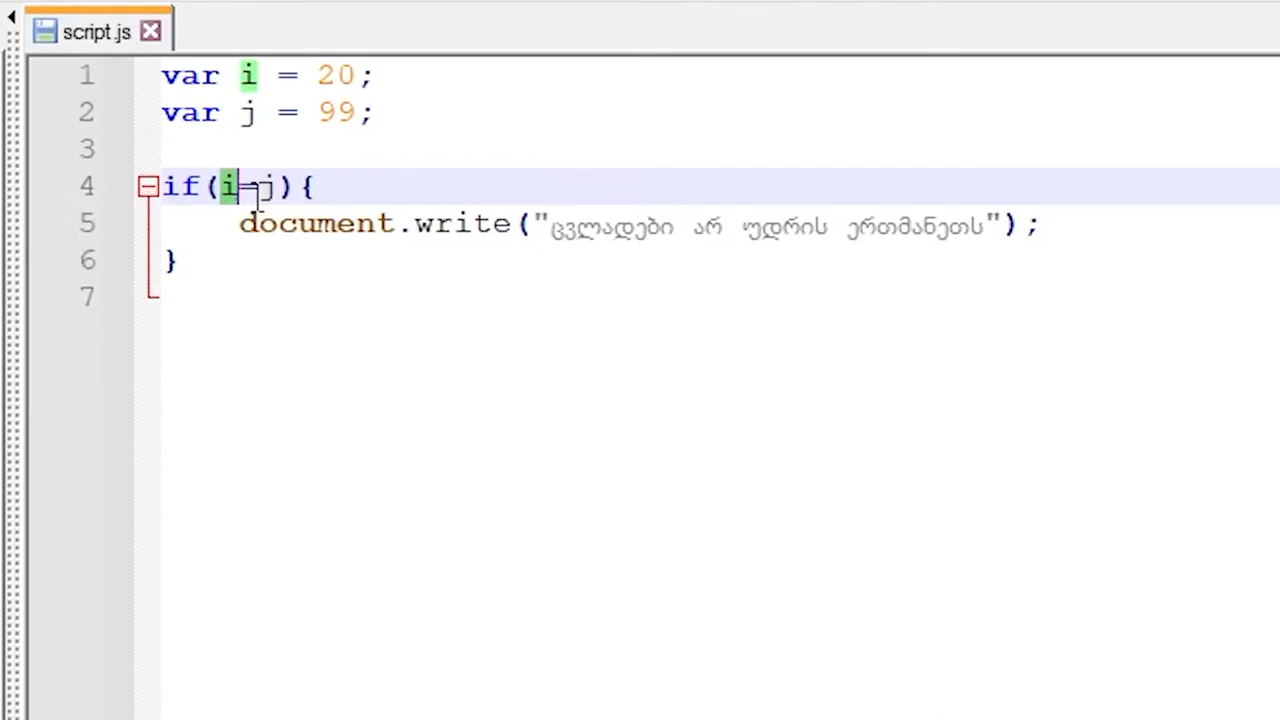 script.js
1 var i = 20;
2 var j = 99;
3
4 if(i=j){
5 document.write("ცვლადები არ უდრის ერთმანეთს");
6 }
7